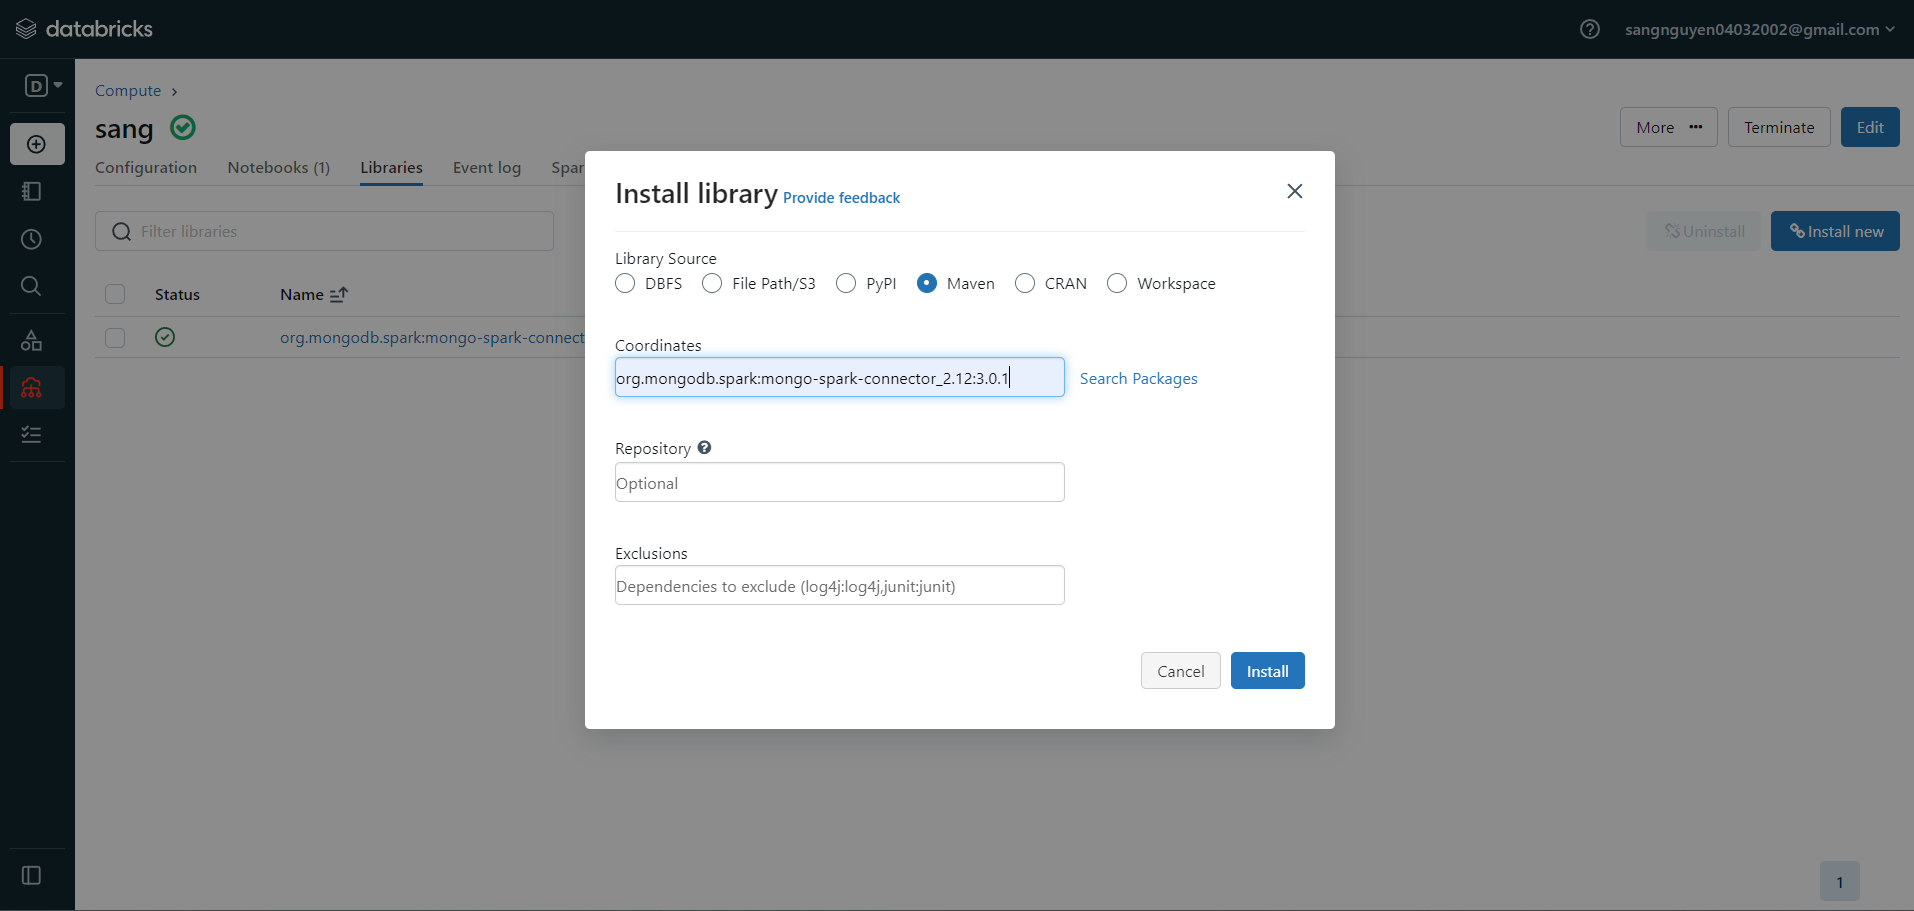 databricks
sangnguyen04032002@gmail.com
D
Compute
sang
More
Terminate
Edit
Configuration
Notebooks (1)
Libraries
Event log
Spar
Filter libraries
Uninstall
Install new
Status
Name
org.mongodb.spark:mongo-spark-connect
Install library Provide feedback
Library Source
DBFS
File Path/S3
PyPI
Maven
CRAN
Workspace
Coordinates
org.mongodb.spark:mongo-spark-connector_2.12:3.0.1
Search Packages
Repository
Optional
Exclusions
Dependencies to exclude (log4j:log4j,junit:junit)
Cancel
Install
1